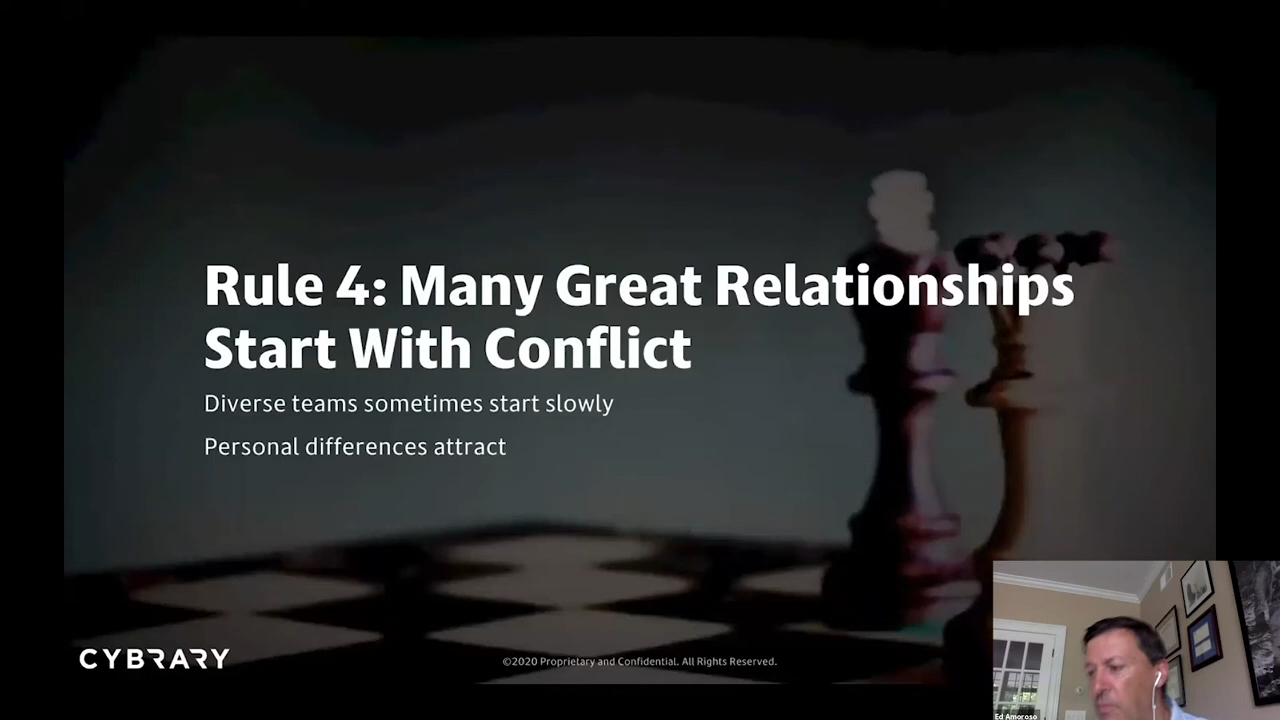 Rule 4: Many Great Relationships
Start With Conflict
Diverse teams sometimes start slowly
Personal differences attract
CYBRARY
©2020 Proprietary and Confidential. All Rights Reserved.
Ed Amoroso